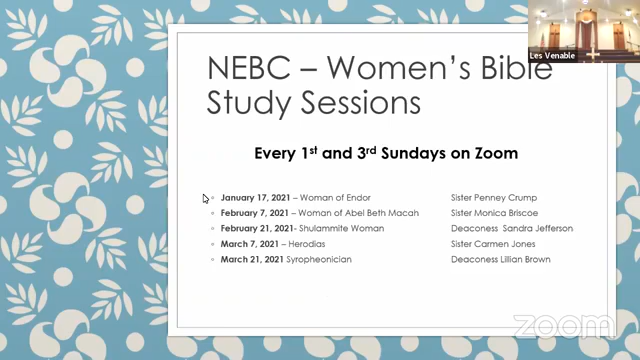 NEBC – Women's Bible
Study Sessions
Les Venable
Every 1st and 3rd Sundays on Zoom
January 17, 2021 – Woman of Endor Sister Penney Crump
February 7, 2021 – Woman of Abel Beth Macah Sister Monica Briscoe
February 21, 2021- Shulammite Woman Deaconess Sandra Jefferson
March 7, 2021 – Herodias Sister Carmen Jones
March 21, 2021 Syropheonician Deaconess Lillian Brown
zoom